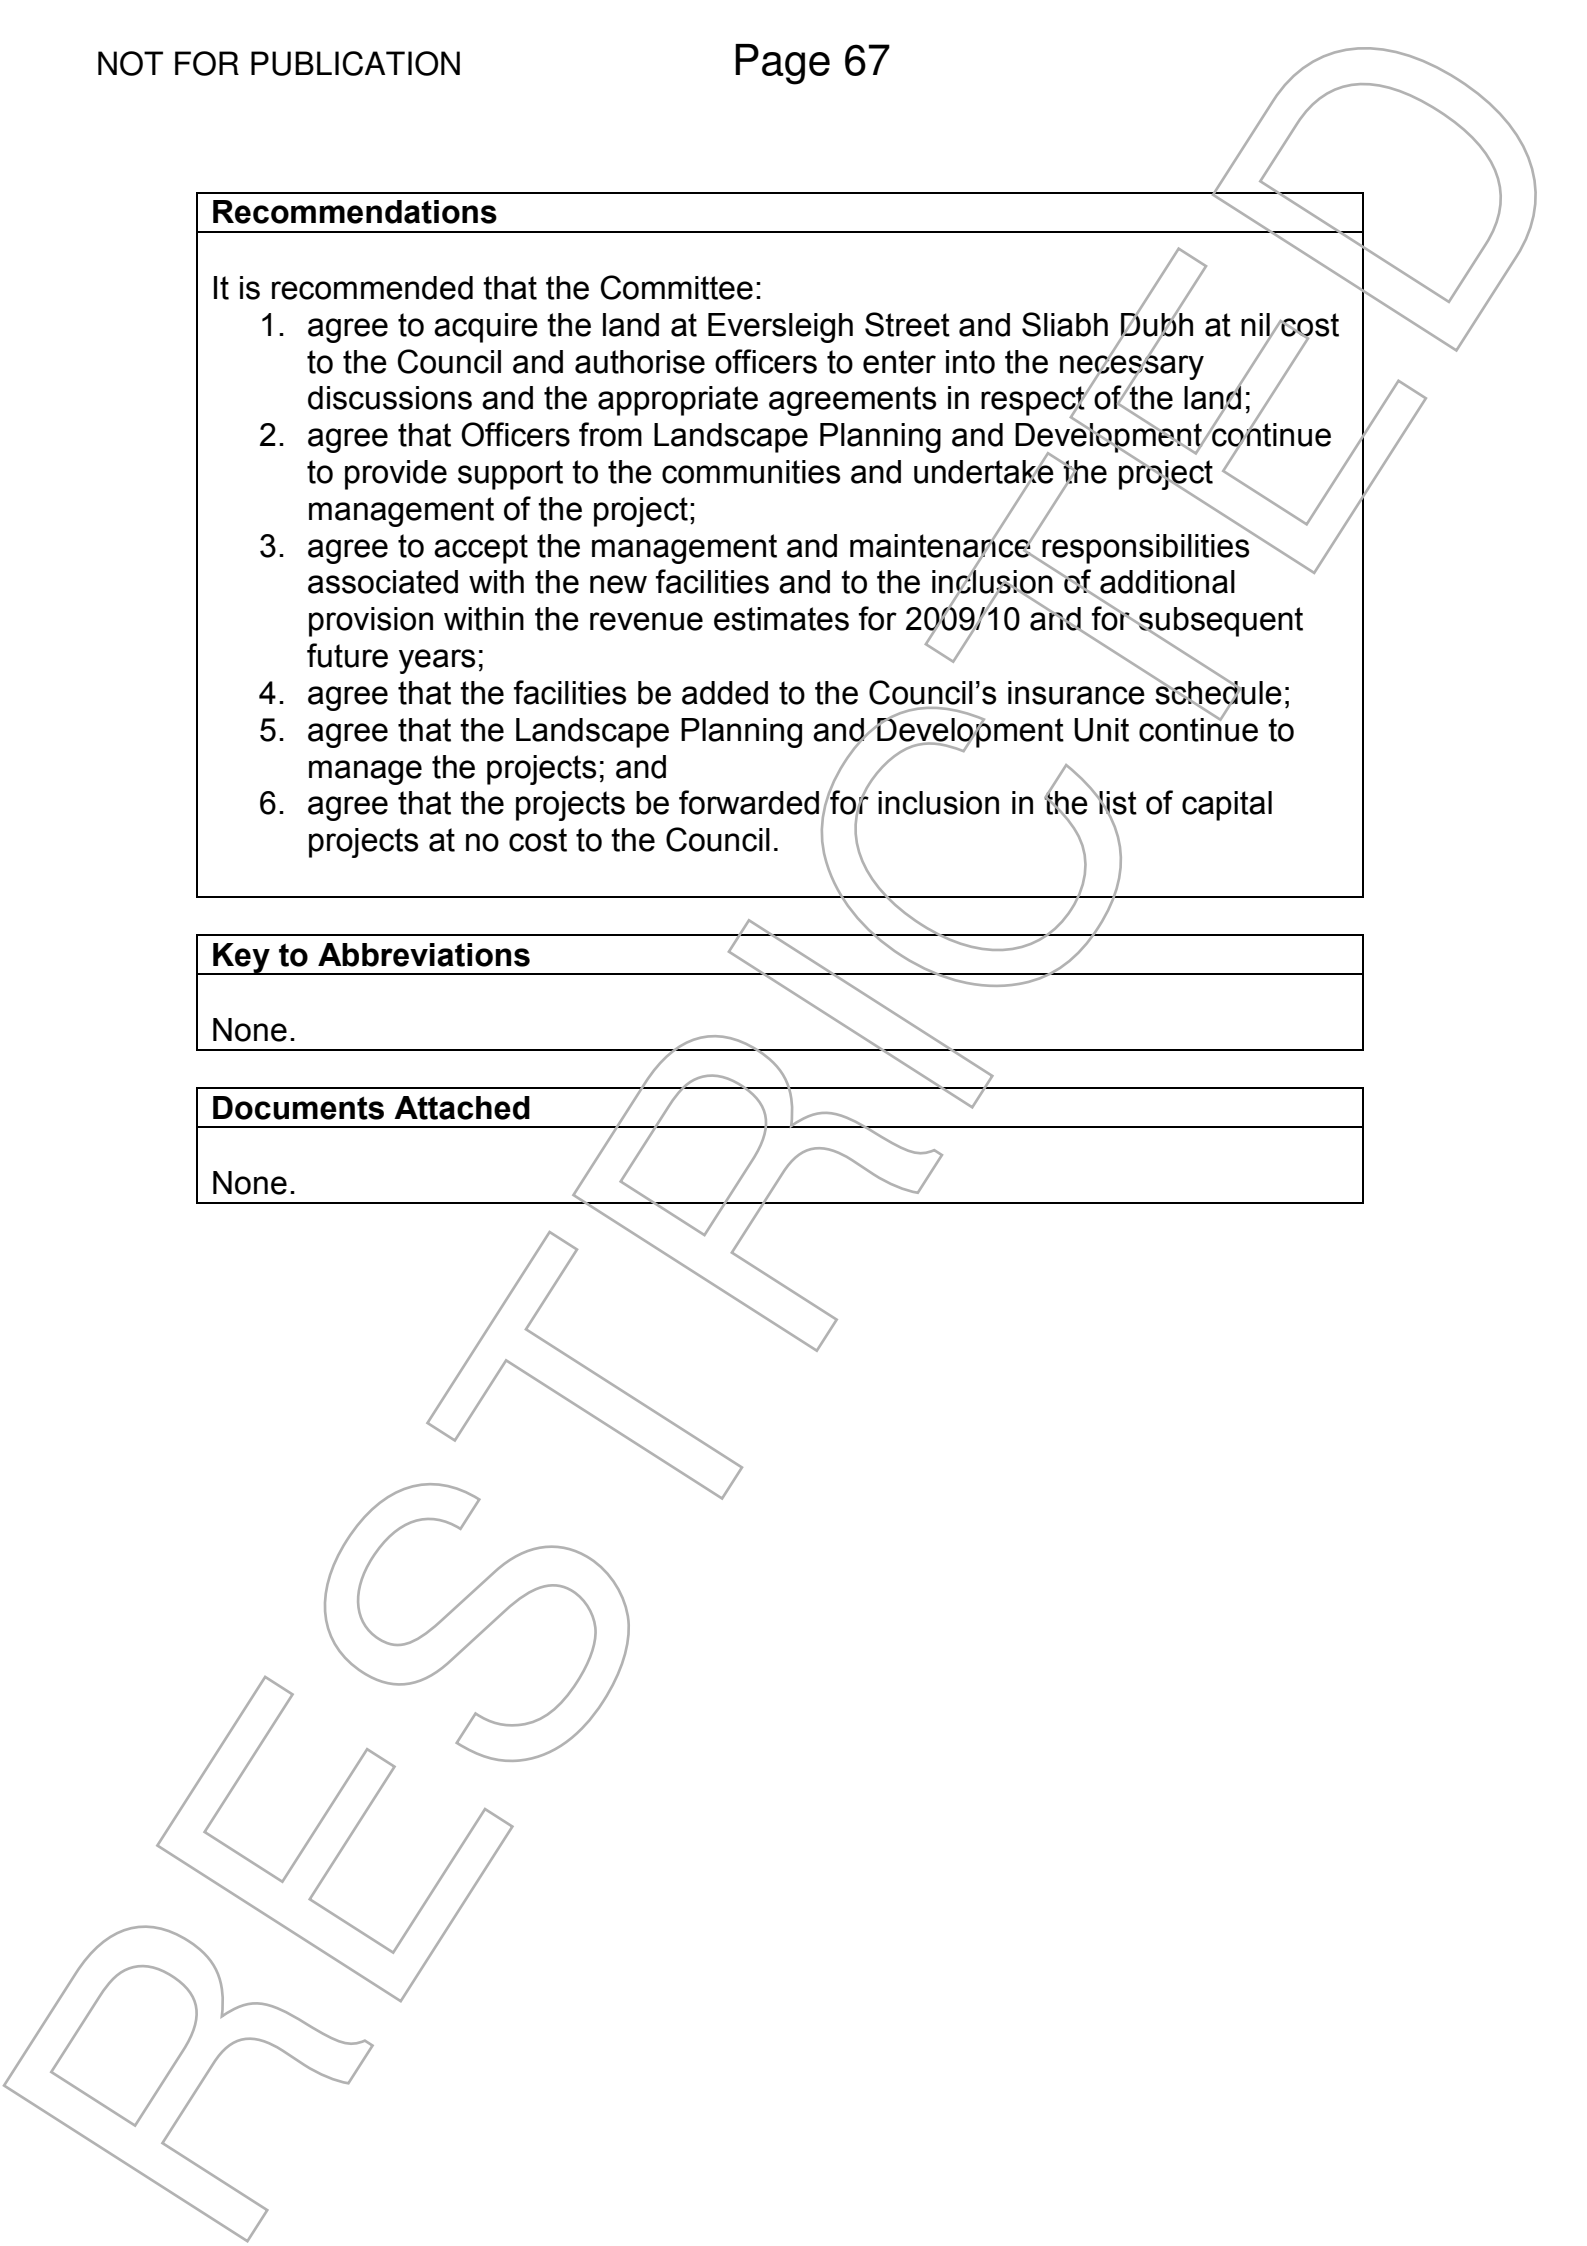 NOT FOR PUBLICATION
Page 67
Recommendations
It is recommended that the Committee:
1. agree to acquire the land at Eversleigh Street and Sliabh Dubh at nil cost
to the Council and authorise officers to enter into the necessary
discussions and the appropriate agreements in respect of the land;
2. agree that Officers from Landscape Planning and Development continue
to provide support to the communities and undertake the project
management of the project;
3. agree to accept the management and maintenance responsibilities
associated with the new facilities and to the inclusion of additional
provision within the revenue estimates for 2009/10 and for subsequent
future years;
4. agree that the facilities be added to the Council’s insurance schedule;
5. agree that the Landscape Planning and Development Unit continue to
manage the projects; and
6. agree that the projects be forwarded for inclusion in the list of capital
projects at no cost to the Council.
Key to Abbreviations
None.
Documents Attached
None.
RESTRICTED